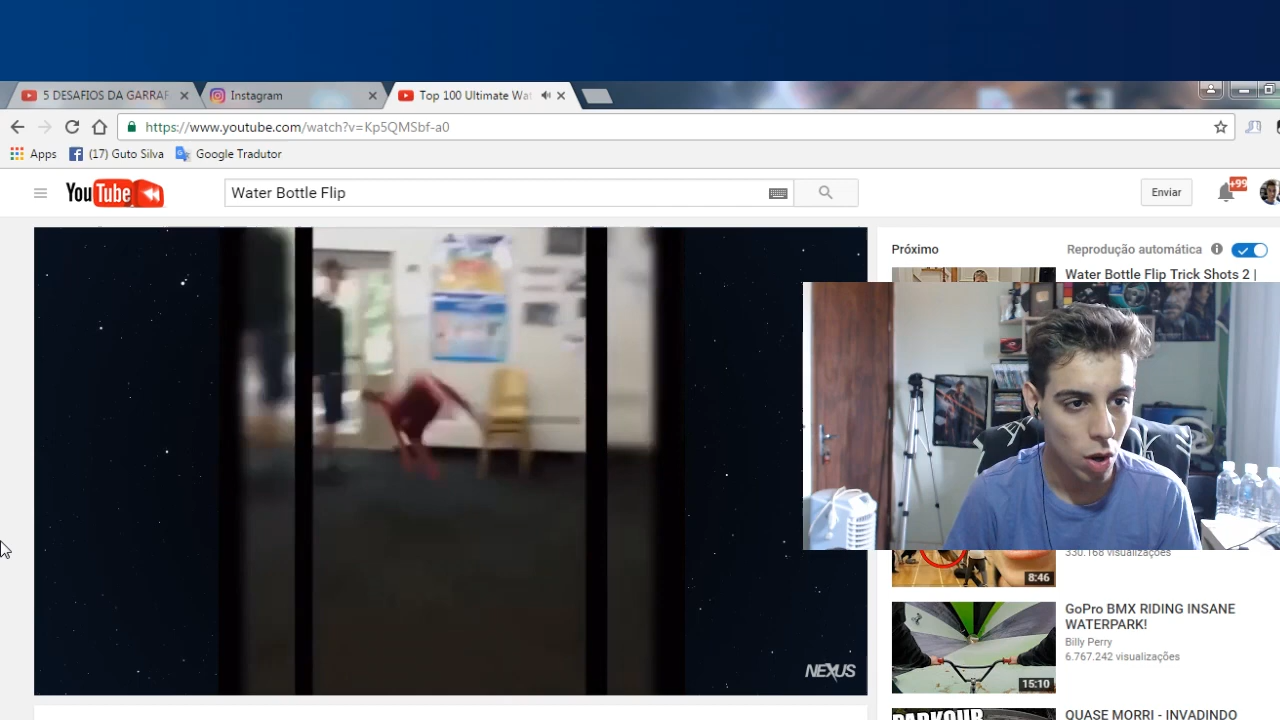 5 DESAFIOS DA GARRAF
Instagram
Top 100 Ultimate Wat
https://www.youtube.com/watch?v=Kp5QMSbf-a0
Apps
(17) Guto Silva
Google Tradutor
YouTube
Water Bottle Flip
Enviar
+99
Próximo
Reprodução automática
Water Bottle Flip Trick Shots 2 |
330.168 visualizações
8:46
GoPro BMX RIDING INSANE
WATERPARK!
Billy Perry
6.767.242 visualizações
15:10
NEXUS
QUASE MORRI - INVADINDO
PARKOUR